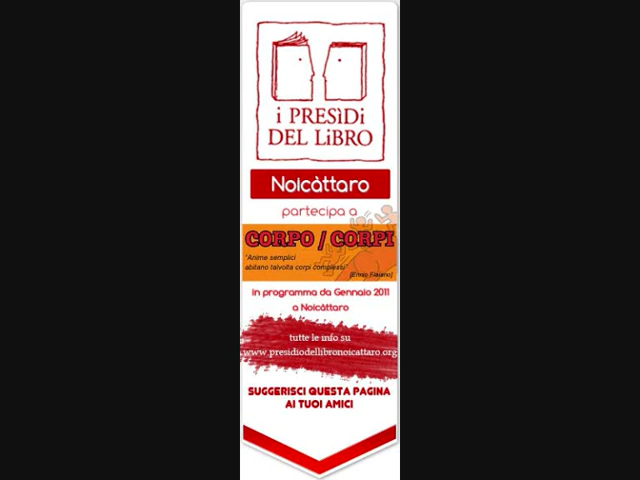 i PRESìDi
DEL LiBRO
Noicàttaro
partecipa a
CORPO / CORPI
"Anime semplici
abitano talvolta corpi complessi"
[Ennio Flaiano]
in programma da Gennaio 2011
a Noicàttaro
tutte le info su
www.presidiodellibronoicattaro.org
SUGGERISCI QUESTA PAGINA
AI TUOI AMICI